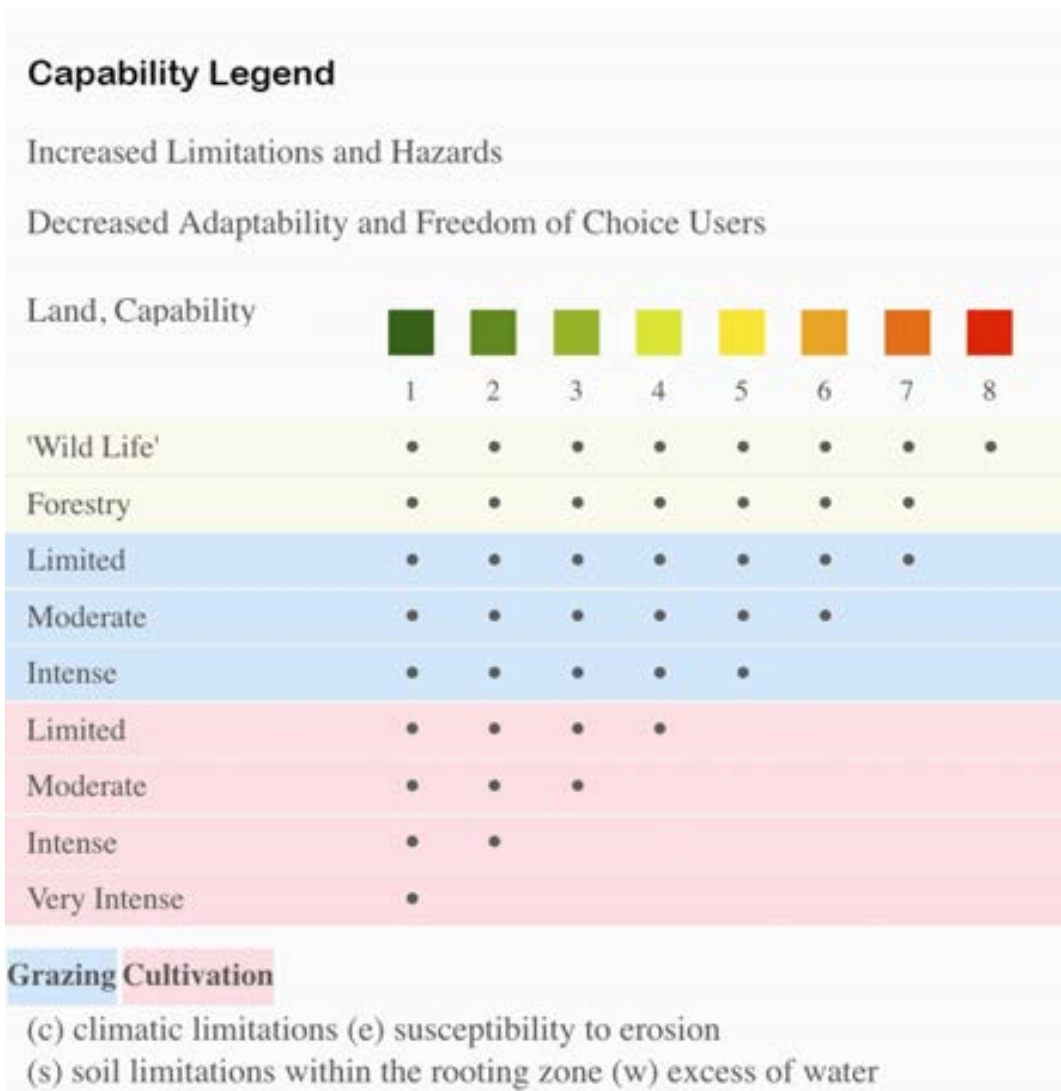 Capability Legend
Increased Limitations and Hazards
Decreased Adaptability and Freedom of Choice Users
Land, Capability
1 2 3 4 5 6 7 8
'Wild Life'
Forestry
Limited
Moderate
Intense
Limited
Moderate
Intense
Very Intense
Grazing Cultivation
(c) climatic limitations (e) susceptibility to erosion
(s) soil limitations within the rooting zone (w) excess of water